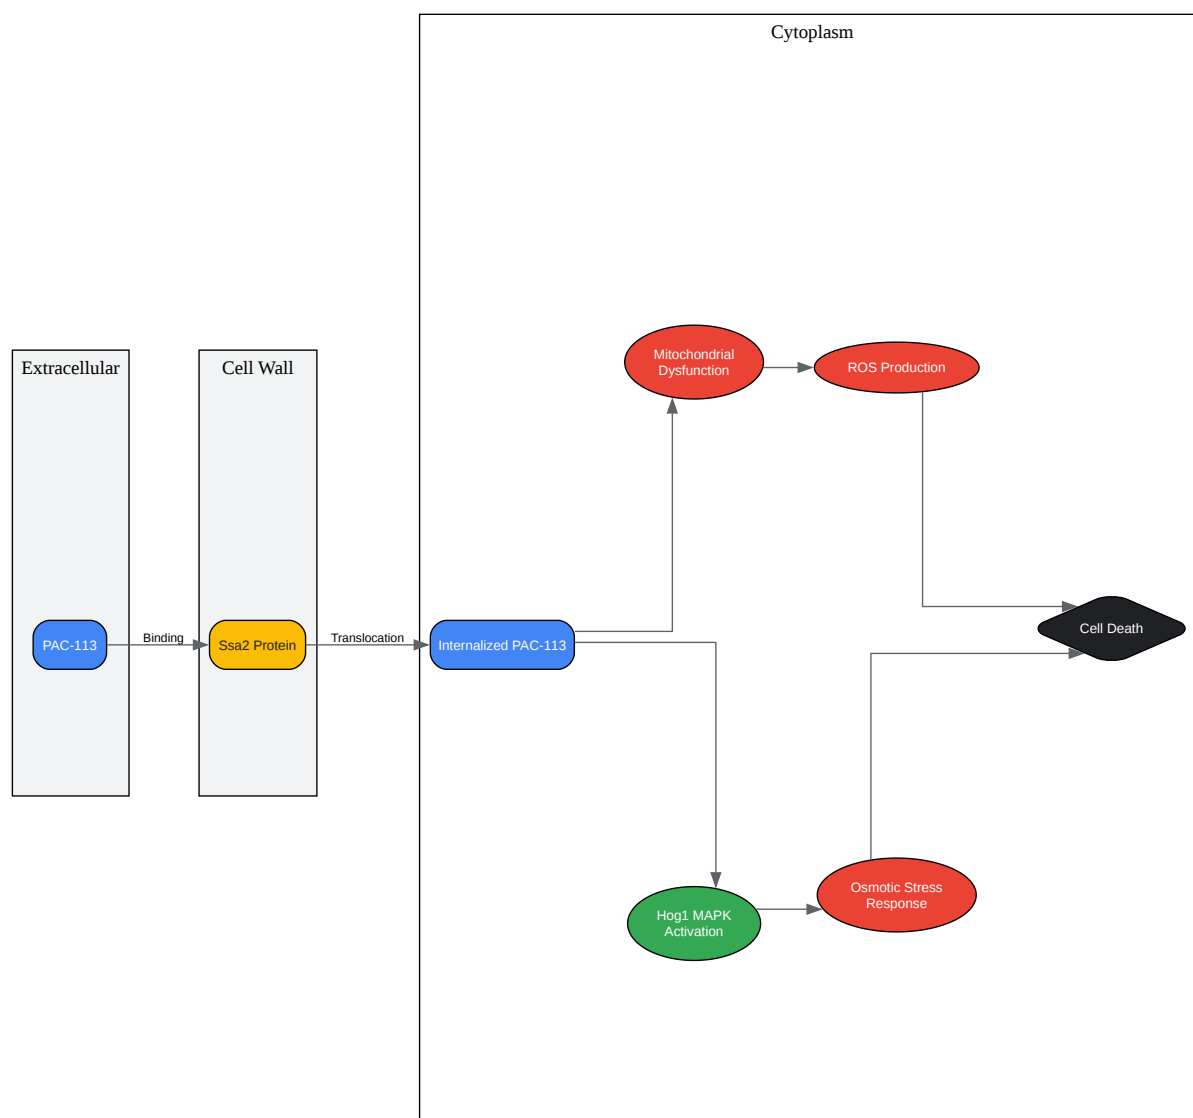 Cytoplasm
Extracellular
Cell Wall
Mitochondrial
Dysfunction
ROS Production
PAC-113
Binding
Ssa2 Protein
Translocation
Internalized PAC-113
Cell Death
Hog1 MAPK
Activation
Osmotic Stress
Response